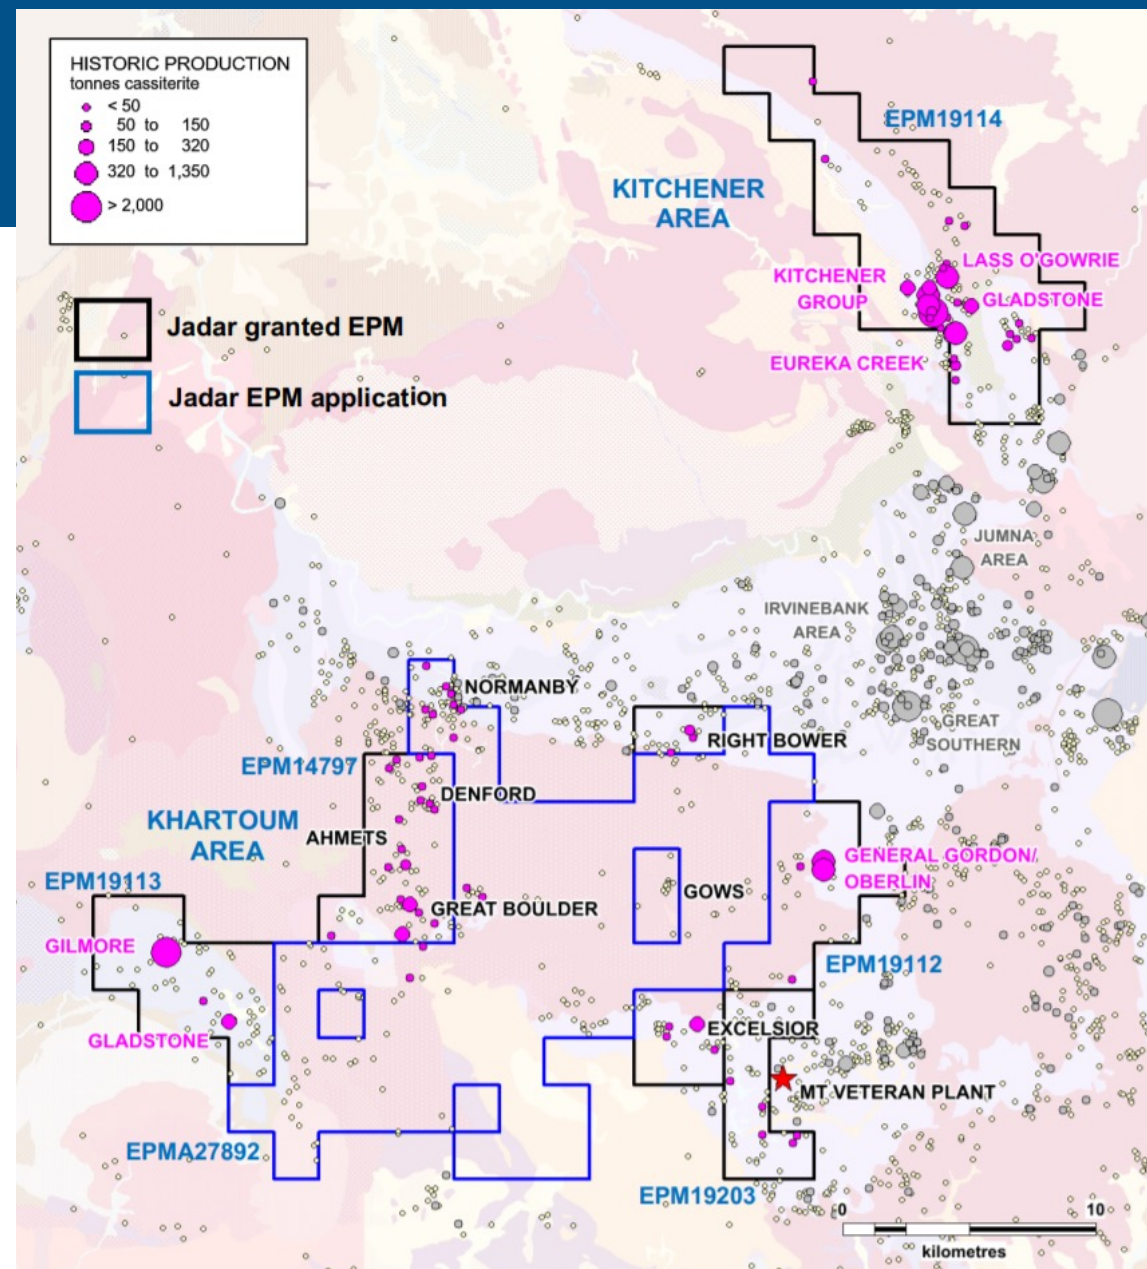 HISTORIC PRODUCTION
tonnes cassiterite
< 50
50 to 150
150 to 320
320 to 1,350
> 2,000
Jadar granted EPM
Jadar EPM application
EPM19114
KITCHENER
AREA
LASS O'GOWRIE
KITCHENER
GROUP
GLADSTONE
EUREKA CREEK
JUMNA
AREA
IRVINEBANK
AREA
GREAT
SOUTHERN
NORMANBY
RIGHT BOWER
EPM14797
DENFORD
KHARTOUM
AREA
AHMETS
GENERAL GORDON/
OBERLIN
EPM19113
GOWS
GREAT BOULDER
GILMORE
EPM19112
EXCELSIOR
GLADSTONE
MT VETERAN PLANT
EPMA27892
EPM19203
0 10
kilometres